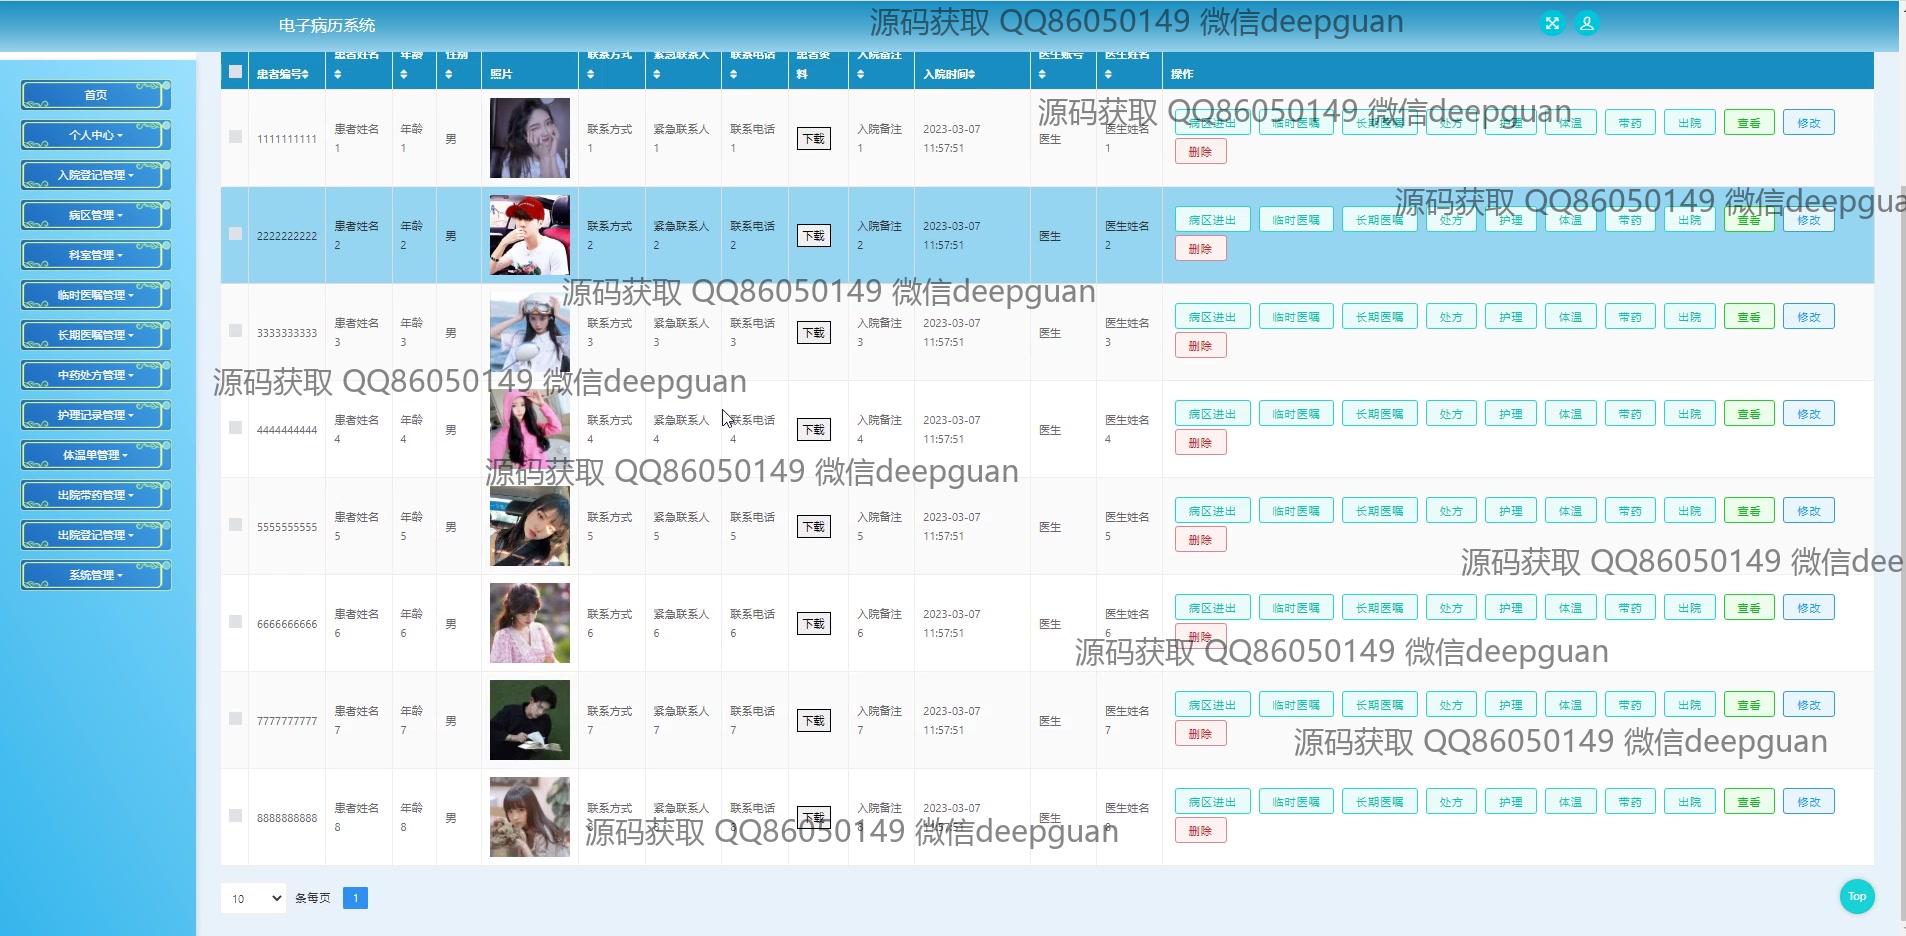 电子病历系统
源码获取 QQ86050149 微信deepguan
首页
个人中心
入院登记管理
病区管理
科室管理
临时医嘱管理
长期医嘱管理
中药处方管理
护理记录管理
体温单管理
出院带药管理
出院登记管理
系统管理
患者编号 患者姓名 年龄 性别 照片 联系方式 紧急联系人 联系电话 患者资料 入院备注 入院时间 医生账号 医生姓名 操作
源码获取 QQ86050149 微信deepguan
1111111111 患者姓名1 年龄1 男 联系方式1 紧急联系人1 联系电话1 下载 入院备注1 2023-03-07 11:57:51 医生 医生姓名1 病区进出 临时医嘱 长期医嘱 处方 护理 体温 带药 出院 查看 修改
删除
源码获取 QQ86050149 微信deepgua
2222222222 患者姓名2 年龄2 男 联系方式2 紧急联系人2 联系电话2 下载 入院备注2 2023-03-07 11:57:51 医生 医生姓名2 病区进出 临时医嘱 长期医嘱 处方 护理 体温 带药 出院 查看 修改
删除
源码获取 QQ86050149 微信deepguan
3333333333 患者姓名3 年龄3 男 联系方式3 紧急联系人3 联系电话3 下载 入院备注3 2023-03-07 11:57:51 医生 医生姓名3 病区进出 临时医嘱 长期医嘱 处方 护理 体温 带药 出院 查看 修改
删除
源码获取 QQ86050149 微信deepguan
4444444444 患者姓名4 年龄4 男 联系方式4 紧急联系人4 联系电话4 下载 入院备注4 2023-03-07 11:57:51 医生 医生姓名4 病区进出 临时医嘱 长期医嘱 处方 护理 体温 带药 出院 查看 修改
删除
源码获取 QQ86050149 微信deepguan
5555555555 患者姓名5 年龄5 男 联系方式5 紧急联系人5 联系电话5 下载 入院备注5 2023-03-07 11:57:51 医生 医生姓名5 病区进出 临时医嘱 长期医嘱 处方 护理 体温 带药 出院 查看 修改
删除
源码获取 QQ86050149 微信dee
6666666666 患者姓名6 年龄6 男 联系方式6 紧急联系人6 联系电话6 下载 入院备注6 2023-03-07 11:57:51 医生 医生姓名6 病区进出 临时医嘱 长期医嘱 处方 护理 体温 带药 出院 查看 修改
删除
源码获取 QQ86050149 微信deepguan
7777777777 患者姓名7 年龄7 男 联系方式7 紧急联系人7 联系电话7 下载 入院备注7 2023-03-07 11:57:51 医生 医生姓名7 病区进出 临时医嘱 长期医嘱 处方 护理 体温 带药 出院 查看 修改
删除
源码获取 QQ86050149 微信deepguan
8888888888 患者姓名8 年龄8 男 联系方式8 紧急联系人8 联系电话8 下载 入院备注8 2023-03-07 11:57:51 医生 医生姓名8 病区进出 临时医嘱 长期医嘱 处方 护理 体温 带药 出院 查看 修改
删除
源码获取 QQ86050149 微信deepguan
10 条每页 1
Top